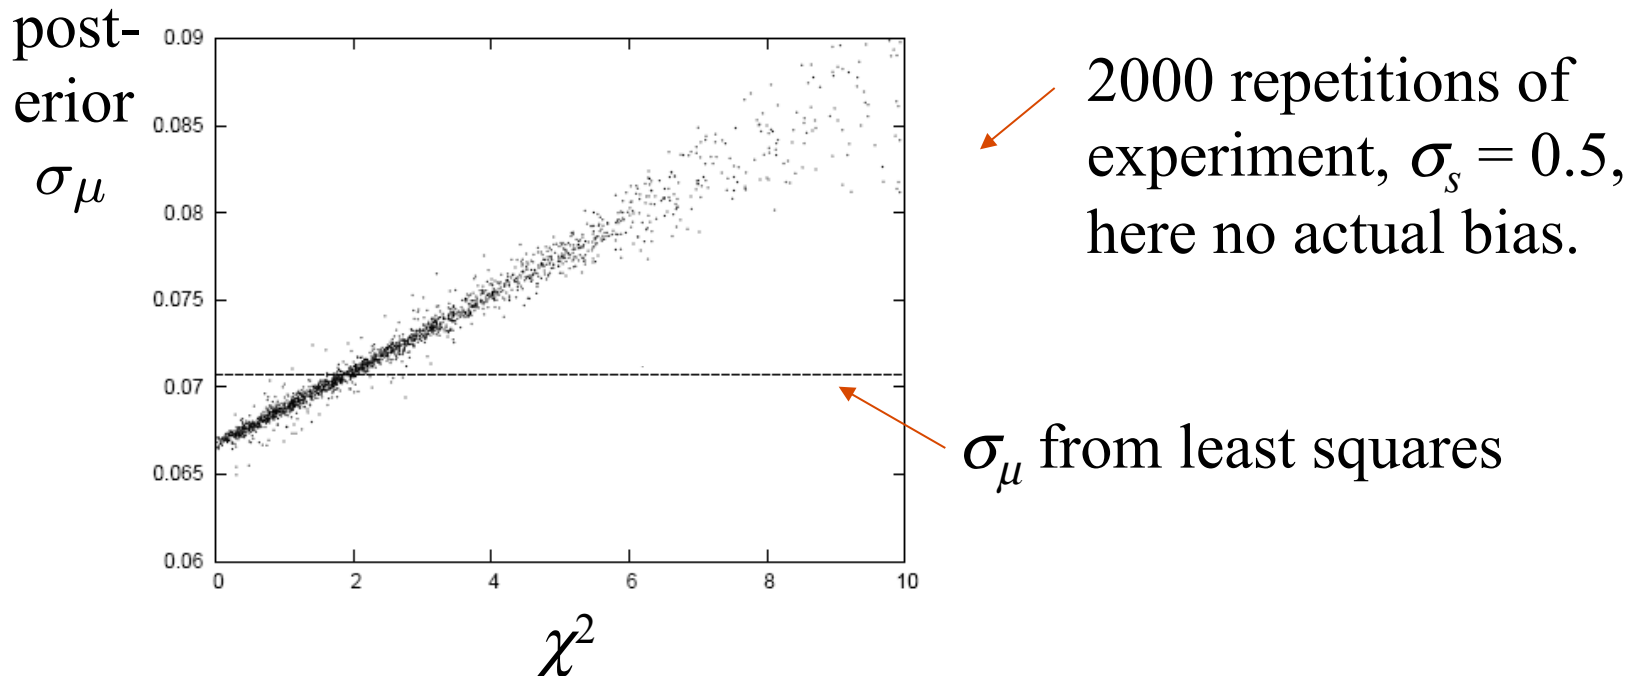 post-
erior
σμ
0.09
0.085
0.08
0.075
0.07
0.065
0.06
0 2 4 6 8 10
χ²
2000 repetitions of
experiment, σₛ = 0.5,
here no actual bias.
σμ from least squares